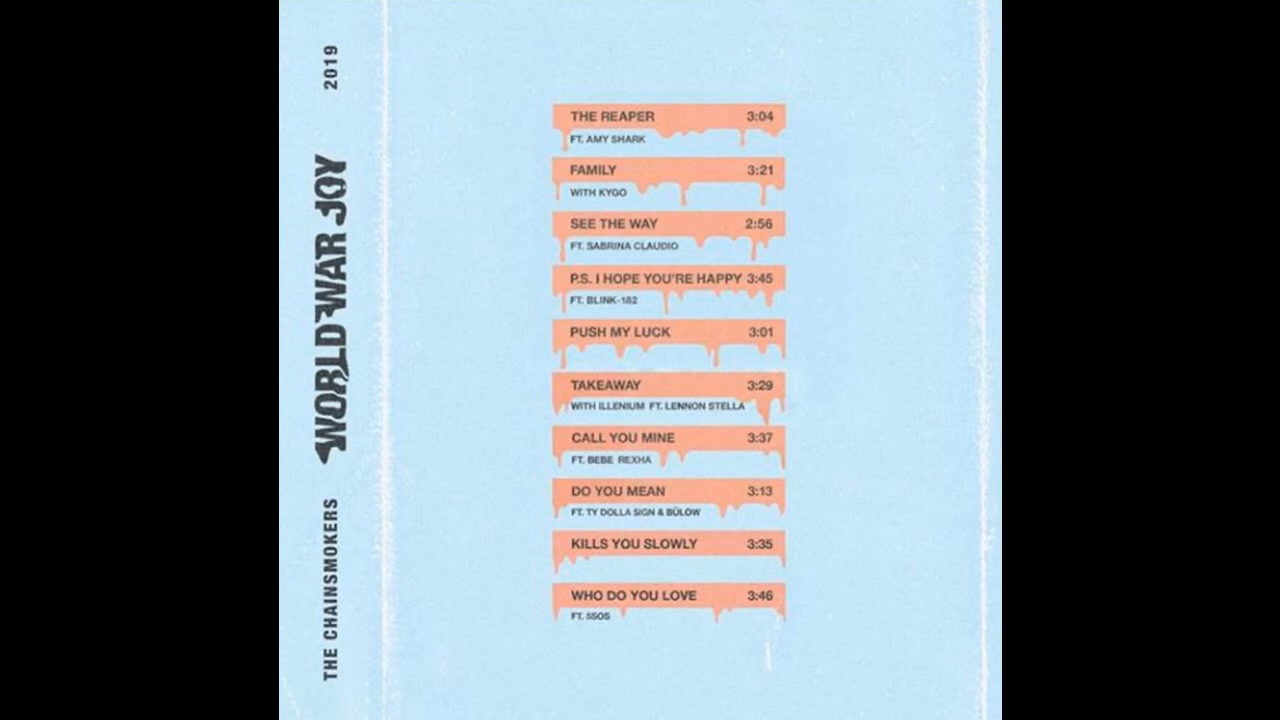 THE CHAINSMOKERS WORLD WAR JOY 2019
THE REAPER 3:04
FT. AMY SHARK
FAMILY 3:21
WITH KYGO
SEE THE WAY 2:56
FT. SABRINA CLAUDIO
P.S. I HOPE YOU'RE HAPPY 3:45
FT. BLINK-182
PUSH MY LUCK 3:01
TAKEAWAY 3:29
WITH ILLENIUM FT. LENNON STELLA
CALL YOU MINE 3:37
FT. BEBE REXHA
DO YOU MEAN 3:13
FT. TY DOLLA SIGN & BÜLOW
KILLS YOU SLOWLY 3:35
WHO DO YOU LOVE 3:46
FT. 5SOS